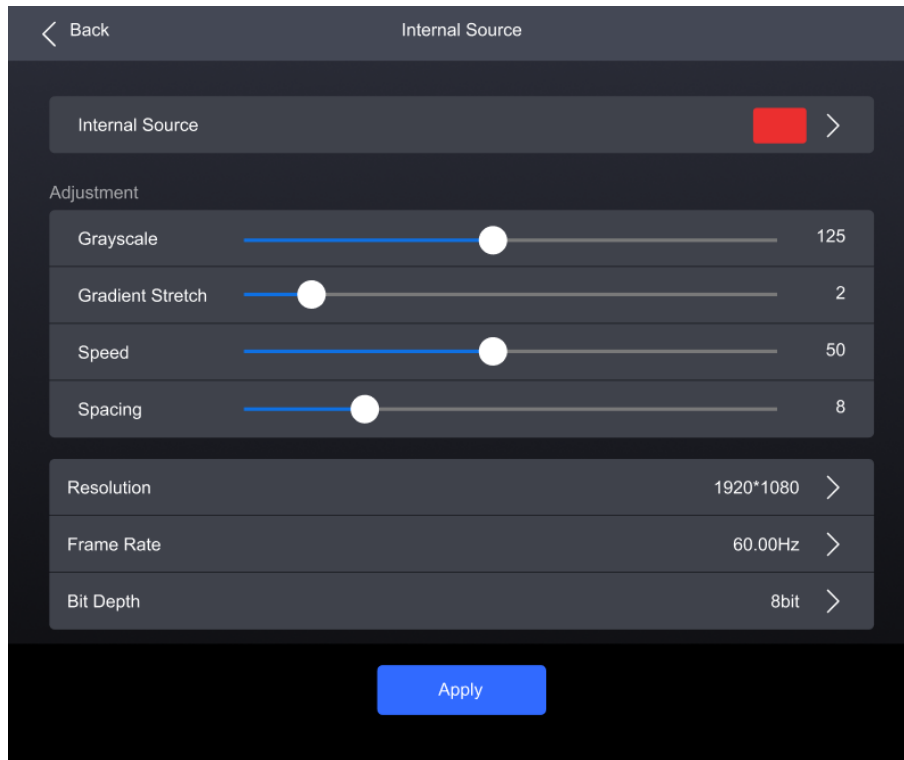 Back
Internal Source
Internal Source
Adjustment
Grayscale 125
Gradient Stretch 2
Speed 50
Spacing 8
Resolution 1920*1080
Frame Rate 60.00Hz
Bit Depth 8bit
Apply